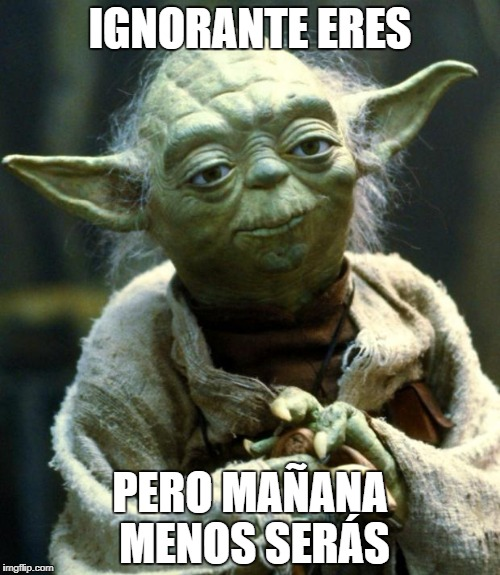 IGNORANTE ERES
PERO MAÑANA
MENOS SERÁS
imgflip.com